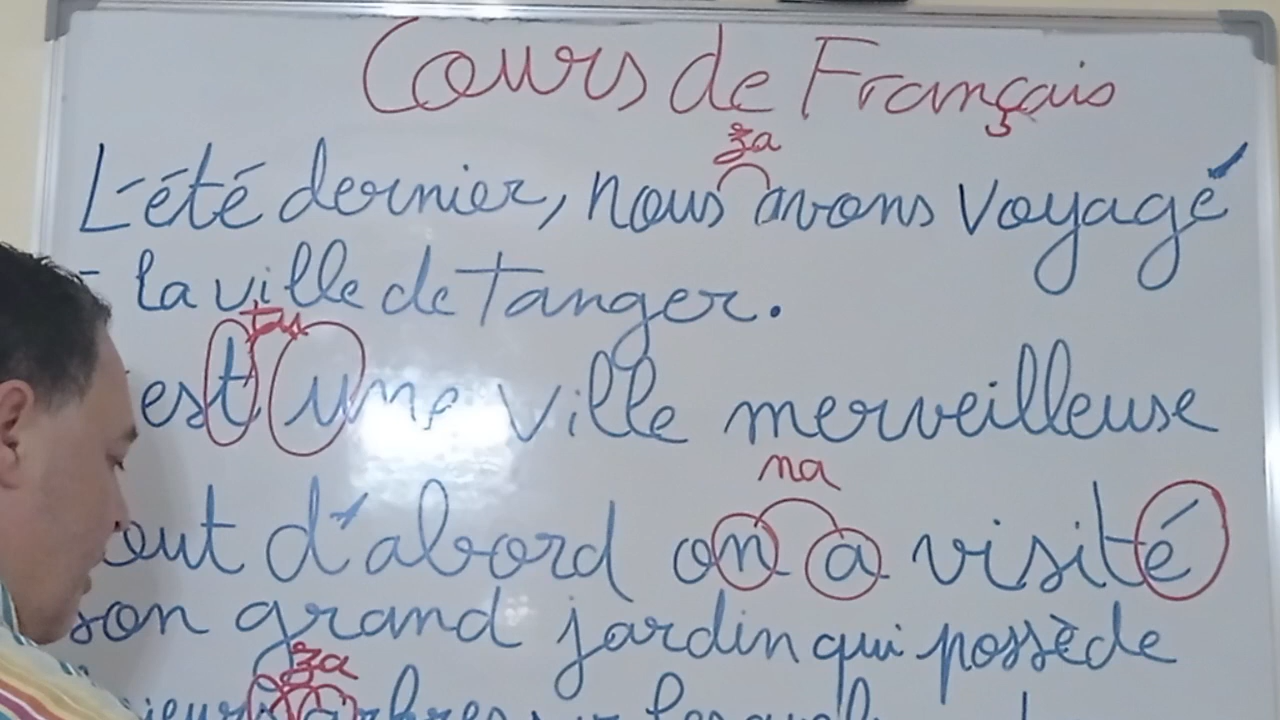 Cours de Français
za
L'été dernier, nous avons voyagé
la ville de Tanger.
tu
est une ville merveilleuse
na
out d'abord on a visité
son grand jardin qui possède
za